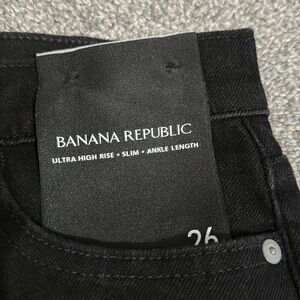 BANANA REPUBLIC
ULTRA HIGH RISE • SLIM • ANKLE LENGTH
26